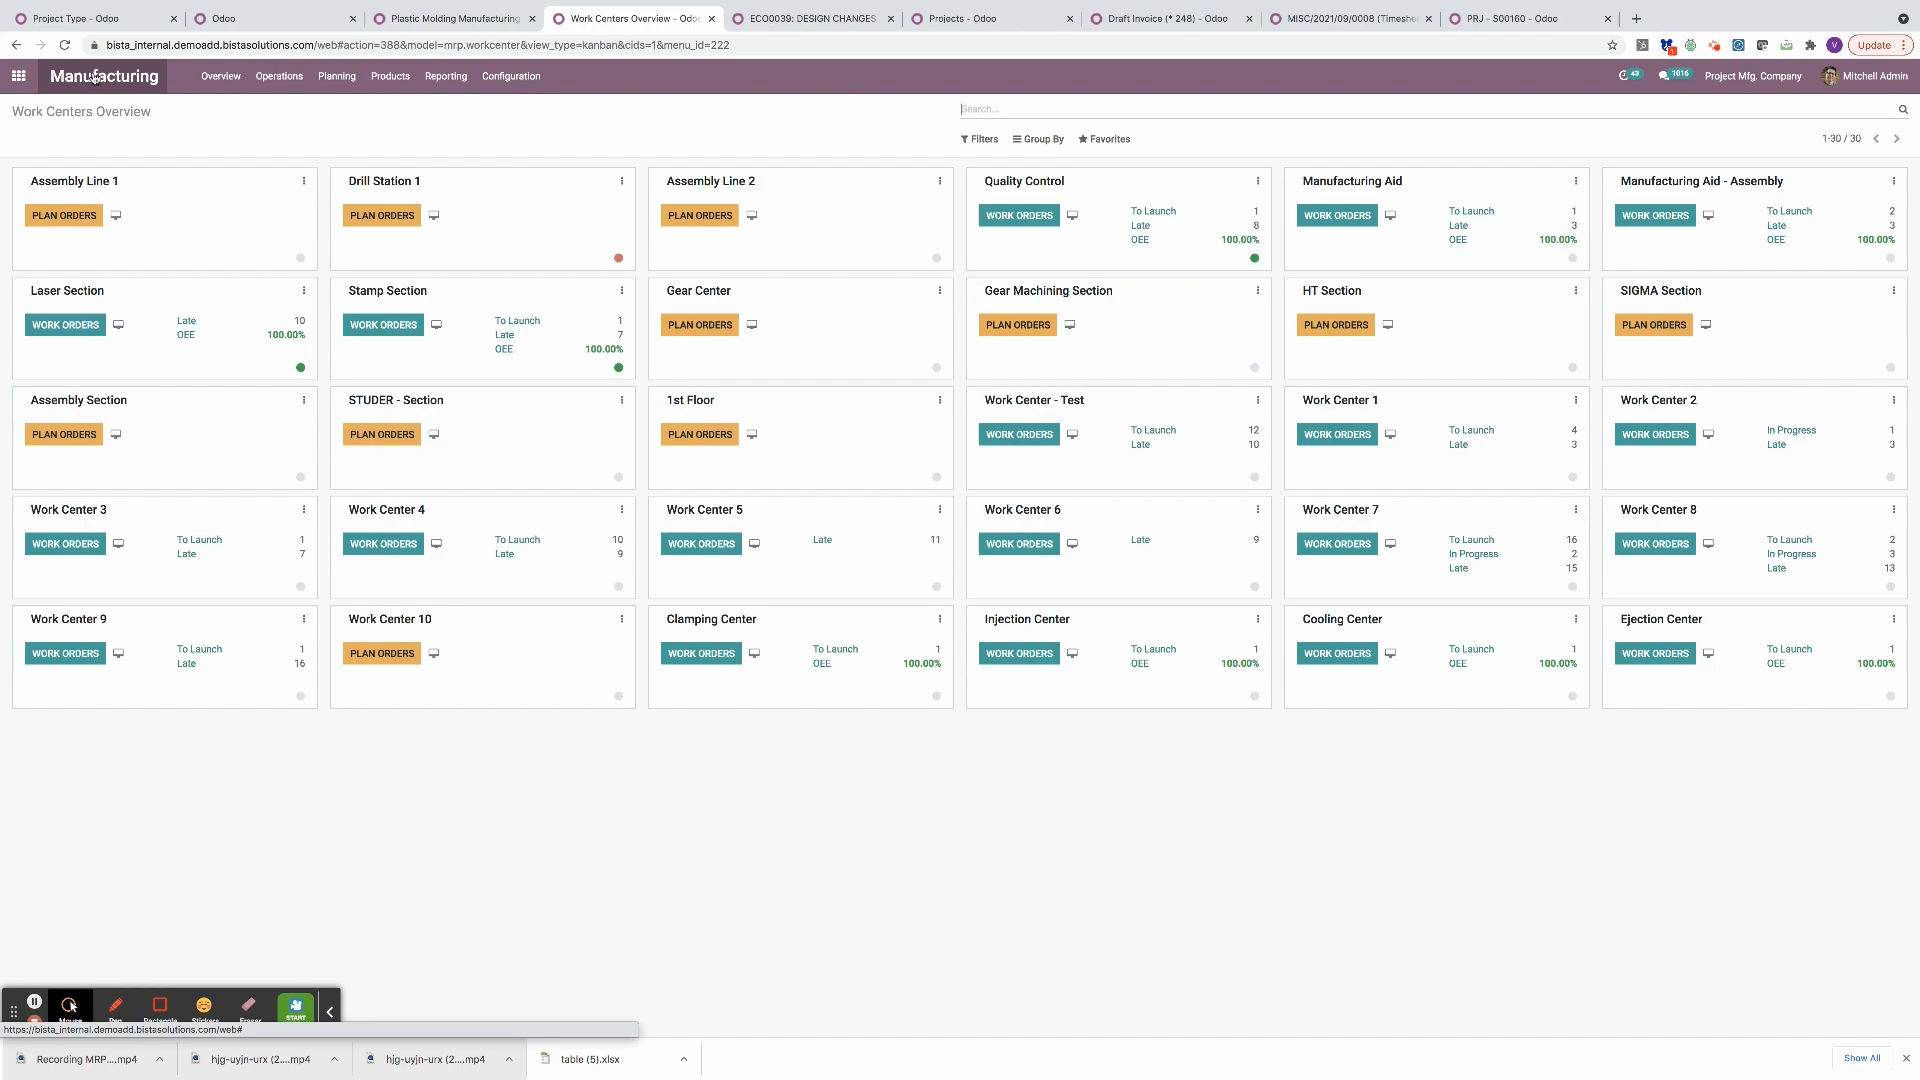 Project Type - Odoo
Odoo
Plastic Molding Manufacturing
Work Centers Overview - Odoo
ECO0039: DESIGN CHANGES
Projects - Odoo
Draft Invoice (* 248) - Odoo
MISC/2021/09/0008 (Timeshe
PRJ - S00160 - Odoo
bista_internal.demoadd.bistasolutions.com/web#action=388&model=mrp.workcenter&view_type=kanban&cids=1&menu_id=222
1
V
Update
Manufacturing
Overview
Operations
Planning
Products
Reporting
Configuration
43
1016
Project Mfg. Company
Mitchell Admin
Work Centers Overview
Search...
Filters
Group By
Favorites
1-30 / 30
Assembly Line 1
PLAN ORDERS
Drill Station 1
PLAN ORDERS
Assembly Line 2
PLAN ORDERS
Quality Control
WORK ORDERS
To Launch 1
Late 8
OEE 100.00%
Manufacturing Aid
WORK ORDERS
To Launch 1
Late 3
OEE 100.00%
Manufacturing Aid - Assembly
WORK ORDERS
To Launch 2
Late 3
OEE 100.00%
Laser Section
WORK ORDERS
Late 10
OEE 100.00%
Stamp Section
WORK ORDERS
To Launch 1
Late 7
OEE 100.00%
Gear Center
PLAN ORDERS
Gear Machining Section
PLAN ORDERS
HT Section
PLAN ORDERS
SIGMA Section
PLAN ORDERS
Assembly Section
PLAN ORDERS
STUDER - Section
PLAN ORDERS
1st Floor
PLAN ORDERS
Work Center - Test
WORK ORDERS
To Launch 12
Late 10
Work Center 1
WORK ORDERS
To Launch 4
Late 3
Work Center 2
WORK ORDERS
In Progress 1
Late 3
Work Center 3
WORK ORDERS
To Launch 1
Late 7
Work Center 4
WORK ORDERS
To Launch 10
Late 9
Work Center 5
WORK ORDERS
Late 11
Work Center 6
WORK ORDERS
Late 9
Work Center 7
WORK ORDERS
To Launch 16
In Progress 2
Late 15
Work Center 8
WORK ORDERS
To Launch 2
In Progress 3
Late 13
Work Center 9
WORK ORDERS
To Launch 1
Late 16
Work Center 10
PLAN ORDERS
Clamping Center
WORK ORDERS
To Launch 1
OEE 100.00%
Injection Center
WORK ORDERS
To Launch 1
OEE 100.00%
Cooling Center
WORK ORDERS
To Launch 1
OEE 100.00%
Ejection Center
WORK ORDERS
To Launch 1
OEE 100.00%
Mouse
Pen
Rectangle
Stickers
Eraser
START
https://bista_internal.demoadd.bistasolutions.com/web#
Recording MRP....mp4
hjg-uyjn-urx (2....mp4
hjg-uyjn-urx (2....mp4
table (5).xlsx
Show All